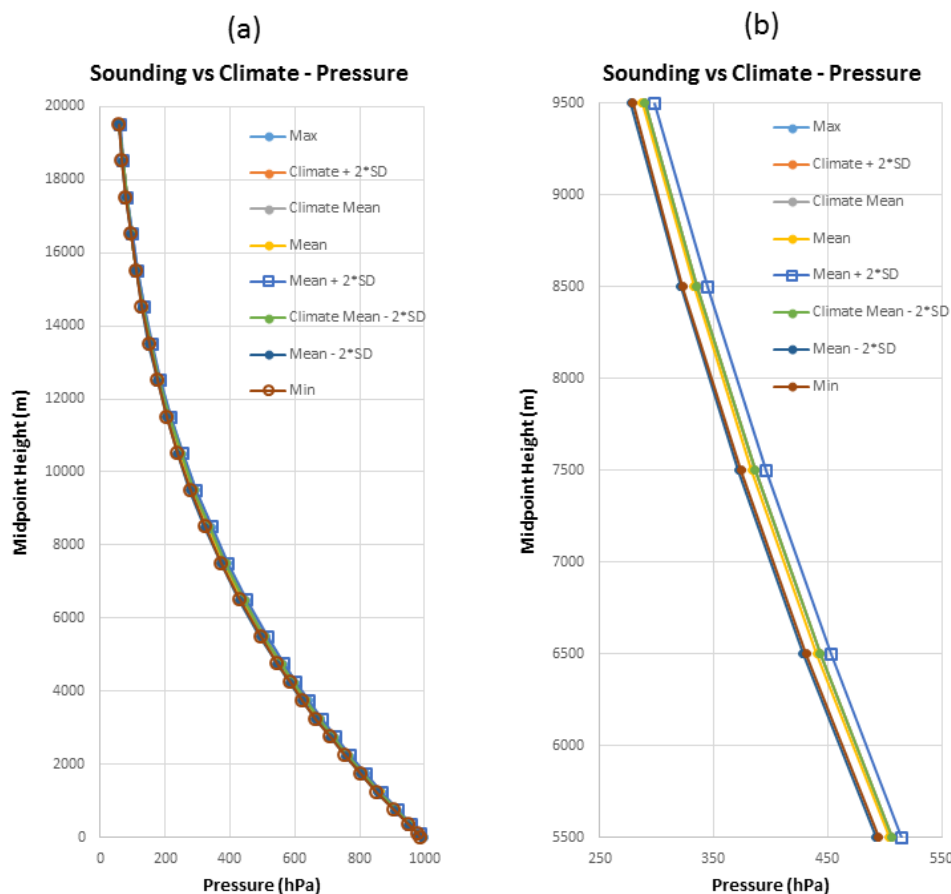 (a)
Sounding vs Climate - Pressure
20000
18000
16000
14000
12000
10000
8000
6000
4000
2000
0
Midpoint Height (m)
0 200 400 600 800 1000
Pressure (hPa)
Max
Climate + 2*SD
Climate Mean
Mean
Mean + 2*SD
Climate Mean - 2*SD
Mean - 2*SD
Min
(b)
Sounding vs Climate - Pressure
9500
9000
8500
8000
7500
7000
6500
6000
5500
Midpoint Height (m)
250 350 450 550
Pressure (hPa)
Max
Climate + 2*SD
Climate Mean
Mean
Mean + 2*SD
Climate Mean - 2*SD
Mean - 2*SD
Min